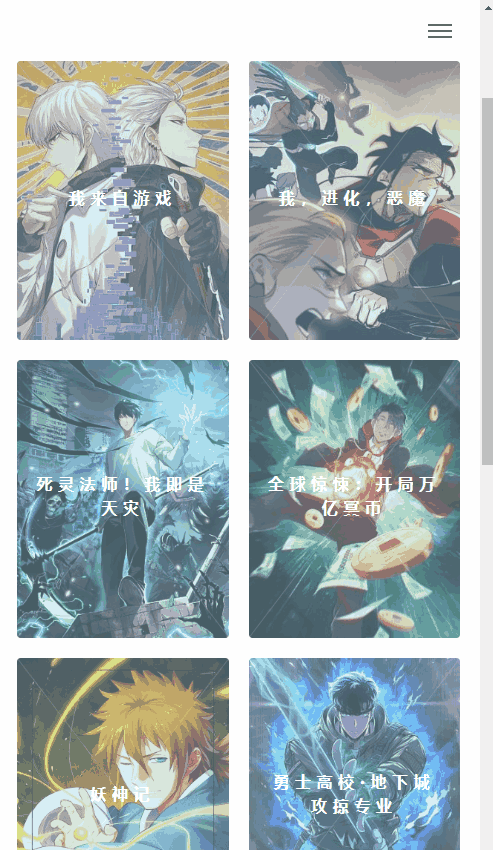 我来自游戏
我，进化，恶魔
死灵法师！我即是
天灾
全球惊悚：开局万
亿冥币
妖神记
勇士高校·地下城
攻掠专业